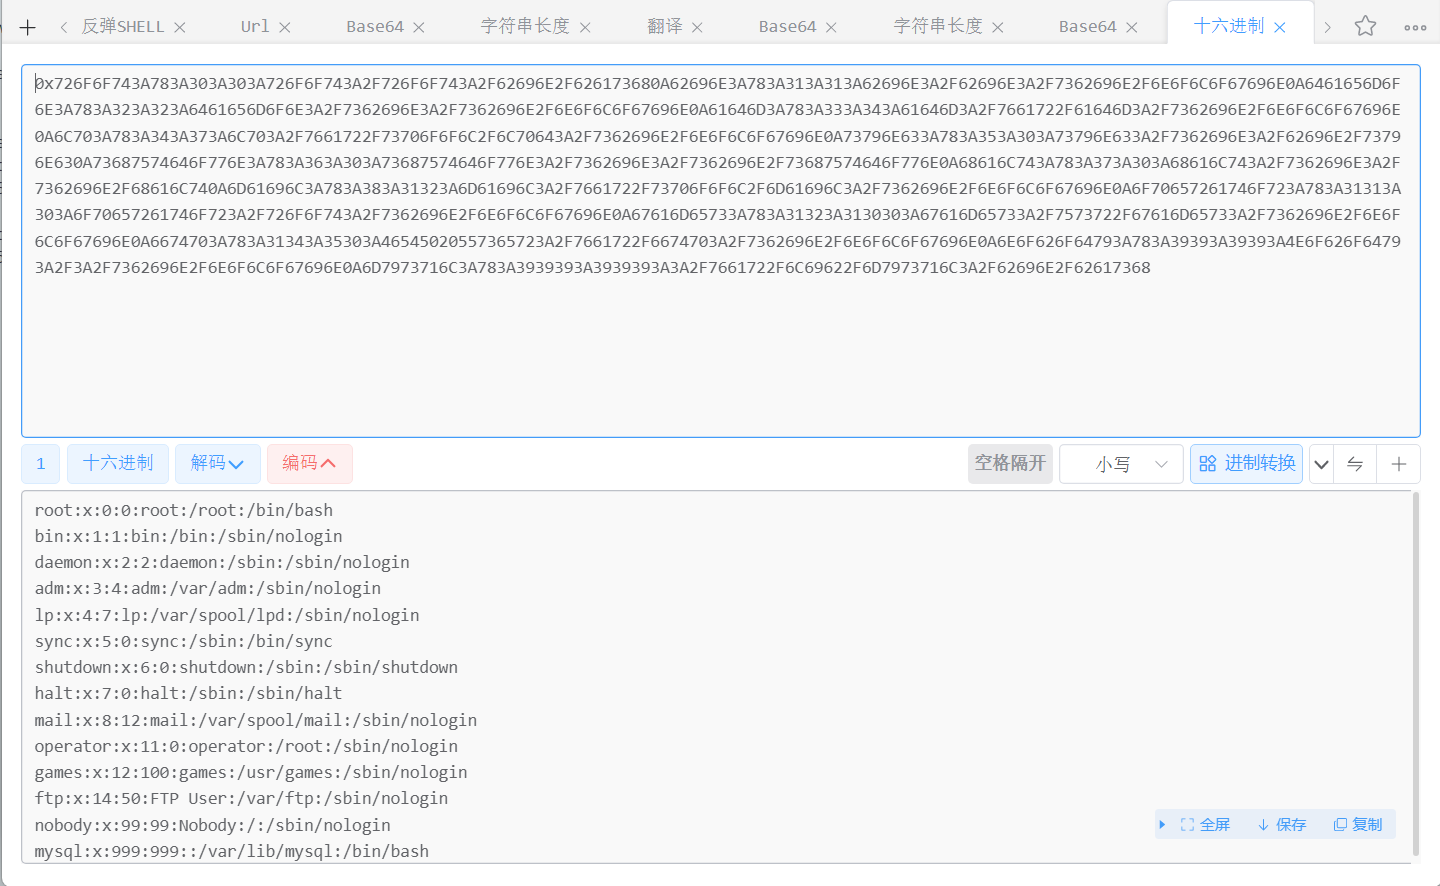 反弹SHELL Url Base64 字符串长度 翻译 Base64 字符串长度 Base64 十六进制
0x726F6F743A783A303A303A726F6F743A2F726F6F743A2F62696E2F626173680A62696E3A783A313A313A62696E3A2F62696E3A2F7362696E2F6E6F6C6F67696E0A6461656D6F
6E3A783A323A323A6461656D6F6E3A2F7362696E3A2F7362696E2F6E6F6C6F67696E0A61646D3A783A333A343A61646D3A2F7661722F61646D3A2F7362696E2F6E6F6C6F67696E
0A6C703A783A343A373A6C703A2F7661722F73706F6F6C2F6C70643A2F7362696E2F6E6F6C6F67696E0A73796E633A783A353A303A73796E633A2F7362696E3A2F62696E2F7379
6E630A73687574646F776E3A783A363A303A73687574646F776E3A2F7362696E3A2F7362696E2F73687574646F776E0A68616C743A783A373A303A68616C743A2F7362696E3A2F
7362696E2F68616C740A6D61696C3A783A383A31323A6D61696C3A2F7661722F73706F6F6C2F6D61696C3A2F7362696E2F6E6F6C6F67696E0A6F70657261746F723A783A31313A
303A6F70657261746F723A2F726F6F743A2F7362696E2F6E6F6C6F67696E0A67616D65733A783A31323A3130303A67616D65733A2F7573722F67616D65733A2F7362696E2F6E6F
6C6F67696E0A6674703A783A31343A35303A46545020557365723A2F7661722F6674703A2F7362696E2F6E6F6C6F67696E0A6E6F626F64793A783A39393A39393A4E6F626F6479
3A2F3A2F7362696E2F6E6F6C6F67696E0A6D7973716C3A783A3939393A3939393A3A2F7661722F6C69622F6D7973716C3A2F62696E2F62617368
1 十六进制 解码 编码 空格隔开 小写 进制转换
root:x:0:0:root:/root:/bin/bash
bin:x:1:1:bin:/bin:/sbin/nologin
daemon:x:2:2:daemon:/sbin:/sbin/nologin
adm:x:3:4:adm:/var/adm:/sbin/nologin
lp:x:4:7:lp:/var/spool/lpd:/sbin/nologin
sync:x:5:0:sync:/sbin:/bin/sync
shutdown:x:6:0:shutdown:/sbin:/sbin/shutdown
halt:x:7:0:halt:/sbin:/sbin/halt
mail:x:8:12:mail:/var/spool/mail:/sbin/nologin
operator:x:11:0:operator:/root:/sbin/nologin
games:x:12:100:games:/usr/games:/sbin/nologin
ftp:x:14:50:FTP User:/var/ftp:/sbin/nologin
nobody:x:99:99:Nobody:/:/sbin/nologin
全屏 保存 复制
mysql:x:999:999::/var/lib/mysql:/bin/bash